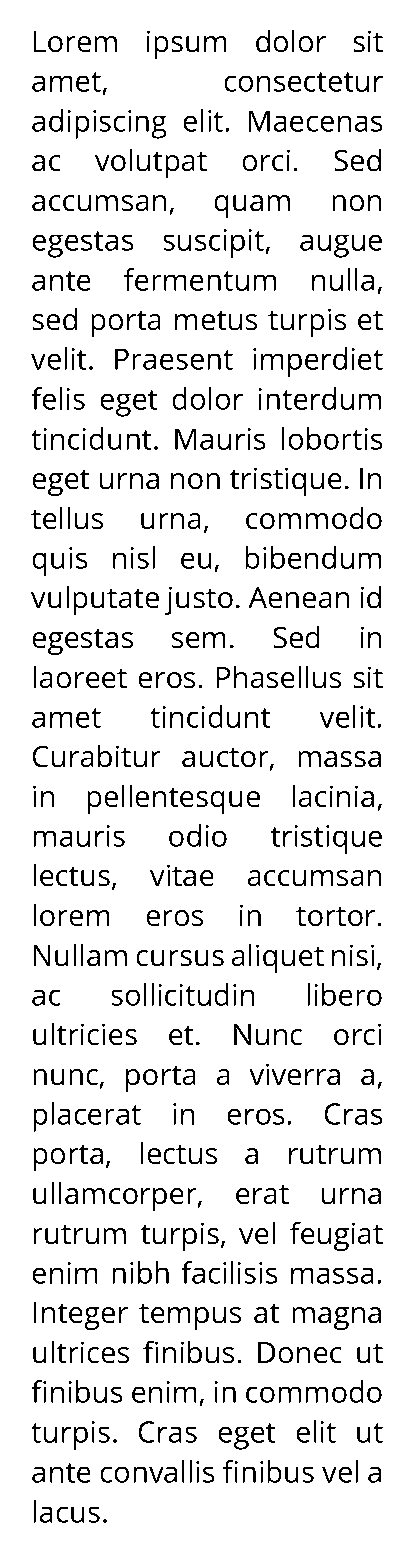 Lorem ipsum dolor sit
amet, consectetur
adipiscing elit. Maecenas
ac volutpat orci. Sed
accumsan, quam non
egestas suscipit, augue
ante fermentum nulla,
sed porta metus turpis et
velit. Praesent imperdiet
felis eget dolor interdum
tincidunt. Mauris lobortis
eget urna non tristique. In
tellus urna, commodo
quis nisl eu, bibendum
vulputate justo. Aenean id
egestas sem. Sed in
laoreet eros. Phasellus sit
amet tincidunt velit.
Curabitur auctor, massa
in pellentesque lacinia,
mauris odio tristique
lectus, vitae accumsan
lorem eros in tortor.
Nullam cursus aliquet nisi,
ac sollicitudin libero
ultricies et. Nunc orci
nunc, porta a viverra a,
placerat in eros. Cras
porta, lectus a rutrum
ullamcorper, erat urna
rutrum turpis, vel feugiat
enim nibh facilisis massa.
Integer tempus at magna
ultrices finibus. Donec ut
finibus enim, in commodo
turpis. Cras eget elit ut
ante convallis finibus vel a
lacus.